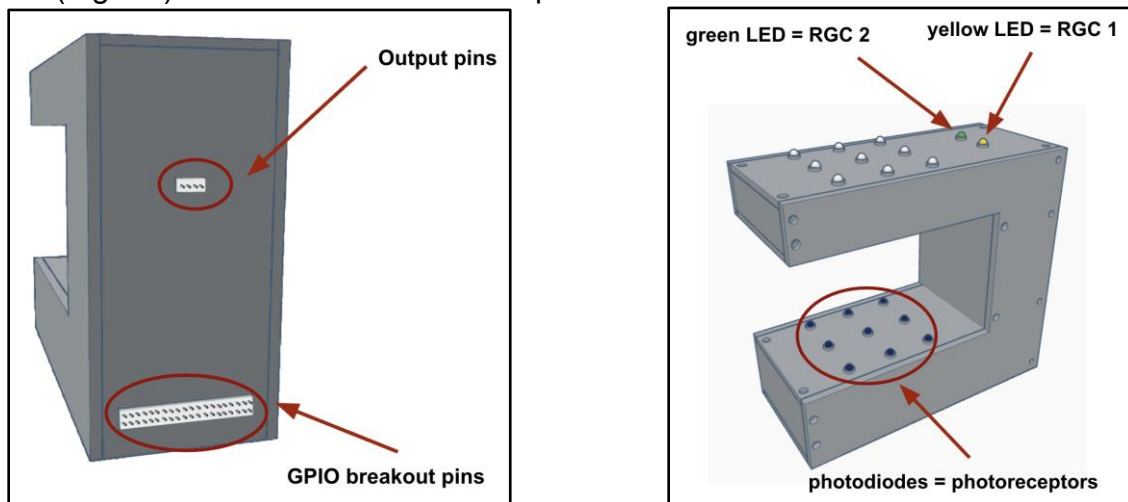 Output pins
GPIO breakout pins
green LED = RGC 2
yellow LED = RGC 1
photodiodes = photoreceptors